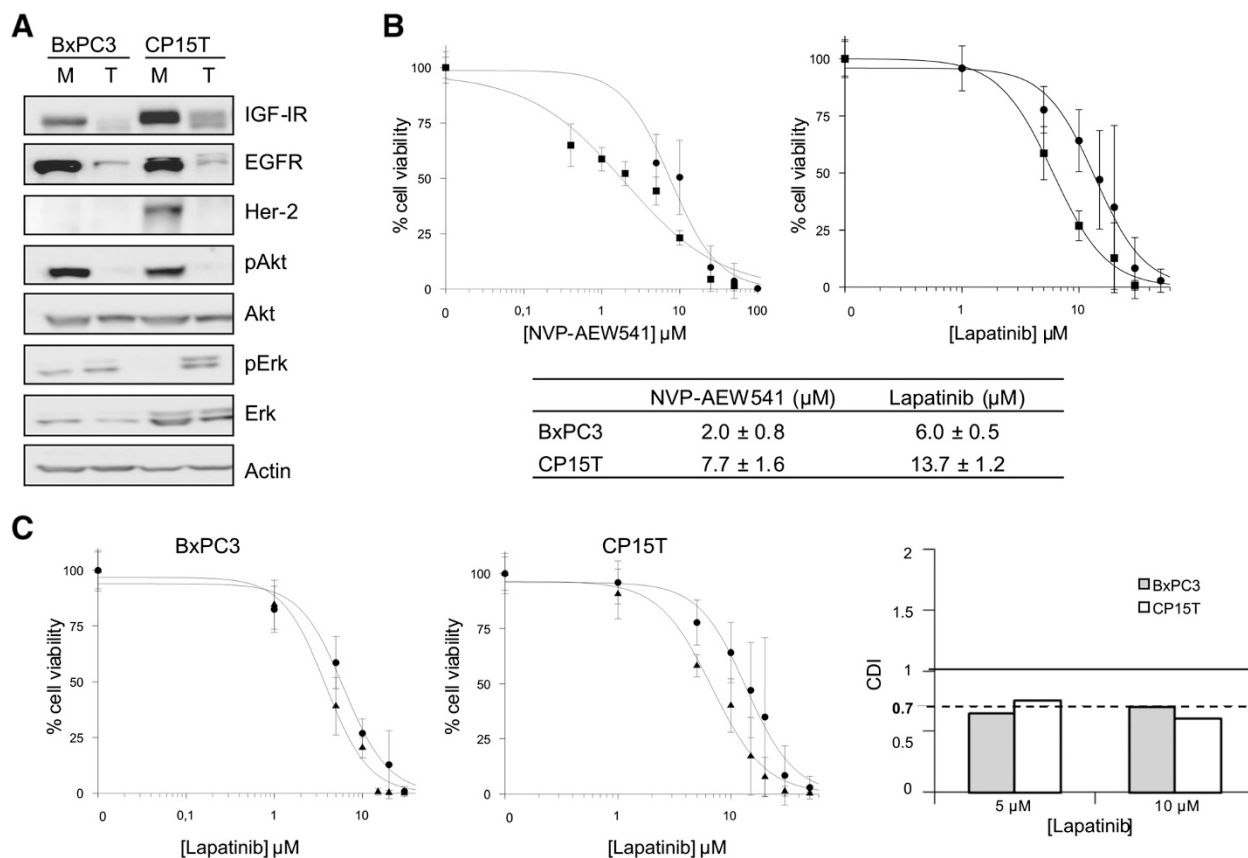 A
BxPC3 CP15T
M T M T
IGF-IR
EGFR
Her-2
pAkt
Akt
pErk
Erk
Actin
B
% cell viability
100
75
50
25
0
0 0,1 1 10 100
[NVP-AEW541] µM
% cell viability
100
75
50
25
0
0 1 10
[Lapatinib] µM
NVP-AEW541 (µM) Lapatinib (µM)
BxPC3 2.0 ± 0.8 6.0 ± 0.5
CP15T 7.7 ± 1.6 13.7 ± 1.2
C
BxPC3
% cell viability
100
75
50
25
0
0 0,1 1 10
[Lapatinib] µM
CP15T
% cell viability
100
75
50
25
0
0 1 10
[Lapatinib] µM
CDI
2
1.5
1
0.7
0.5
0
BxPC3
CP15T
5 µM 10 µM
[Lapatinib]